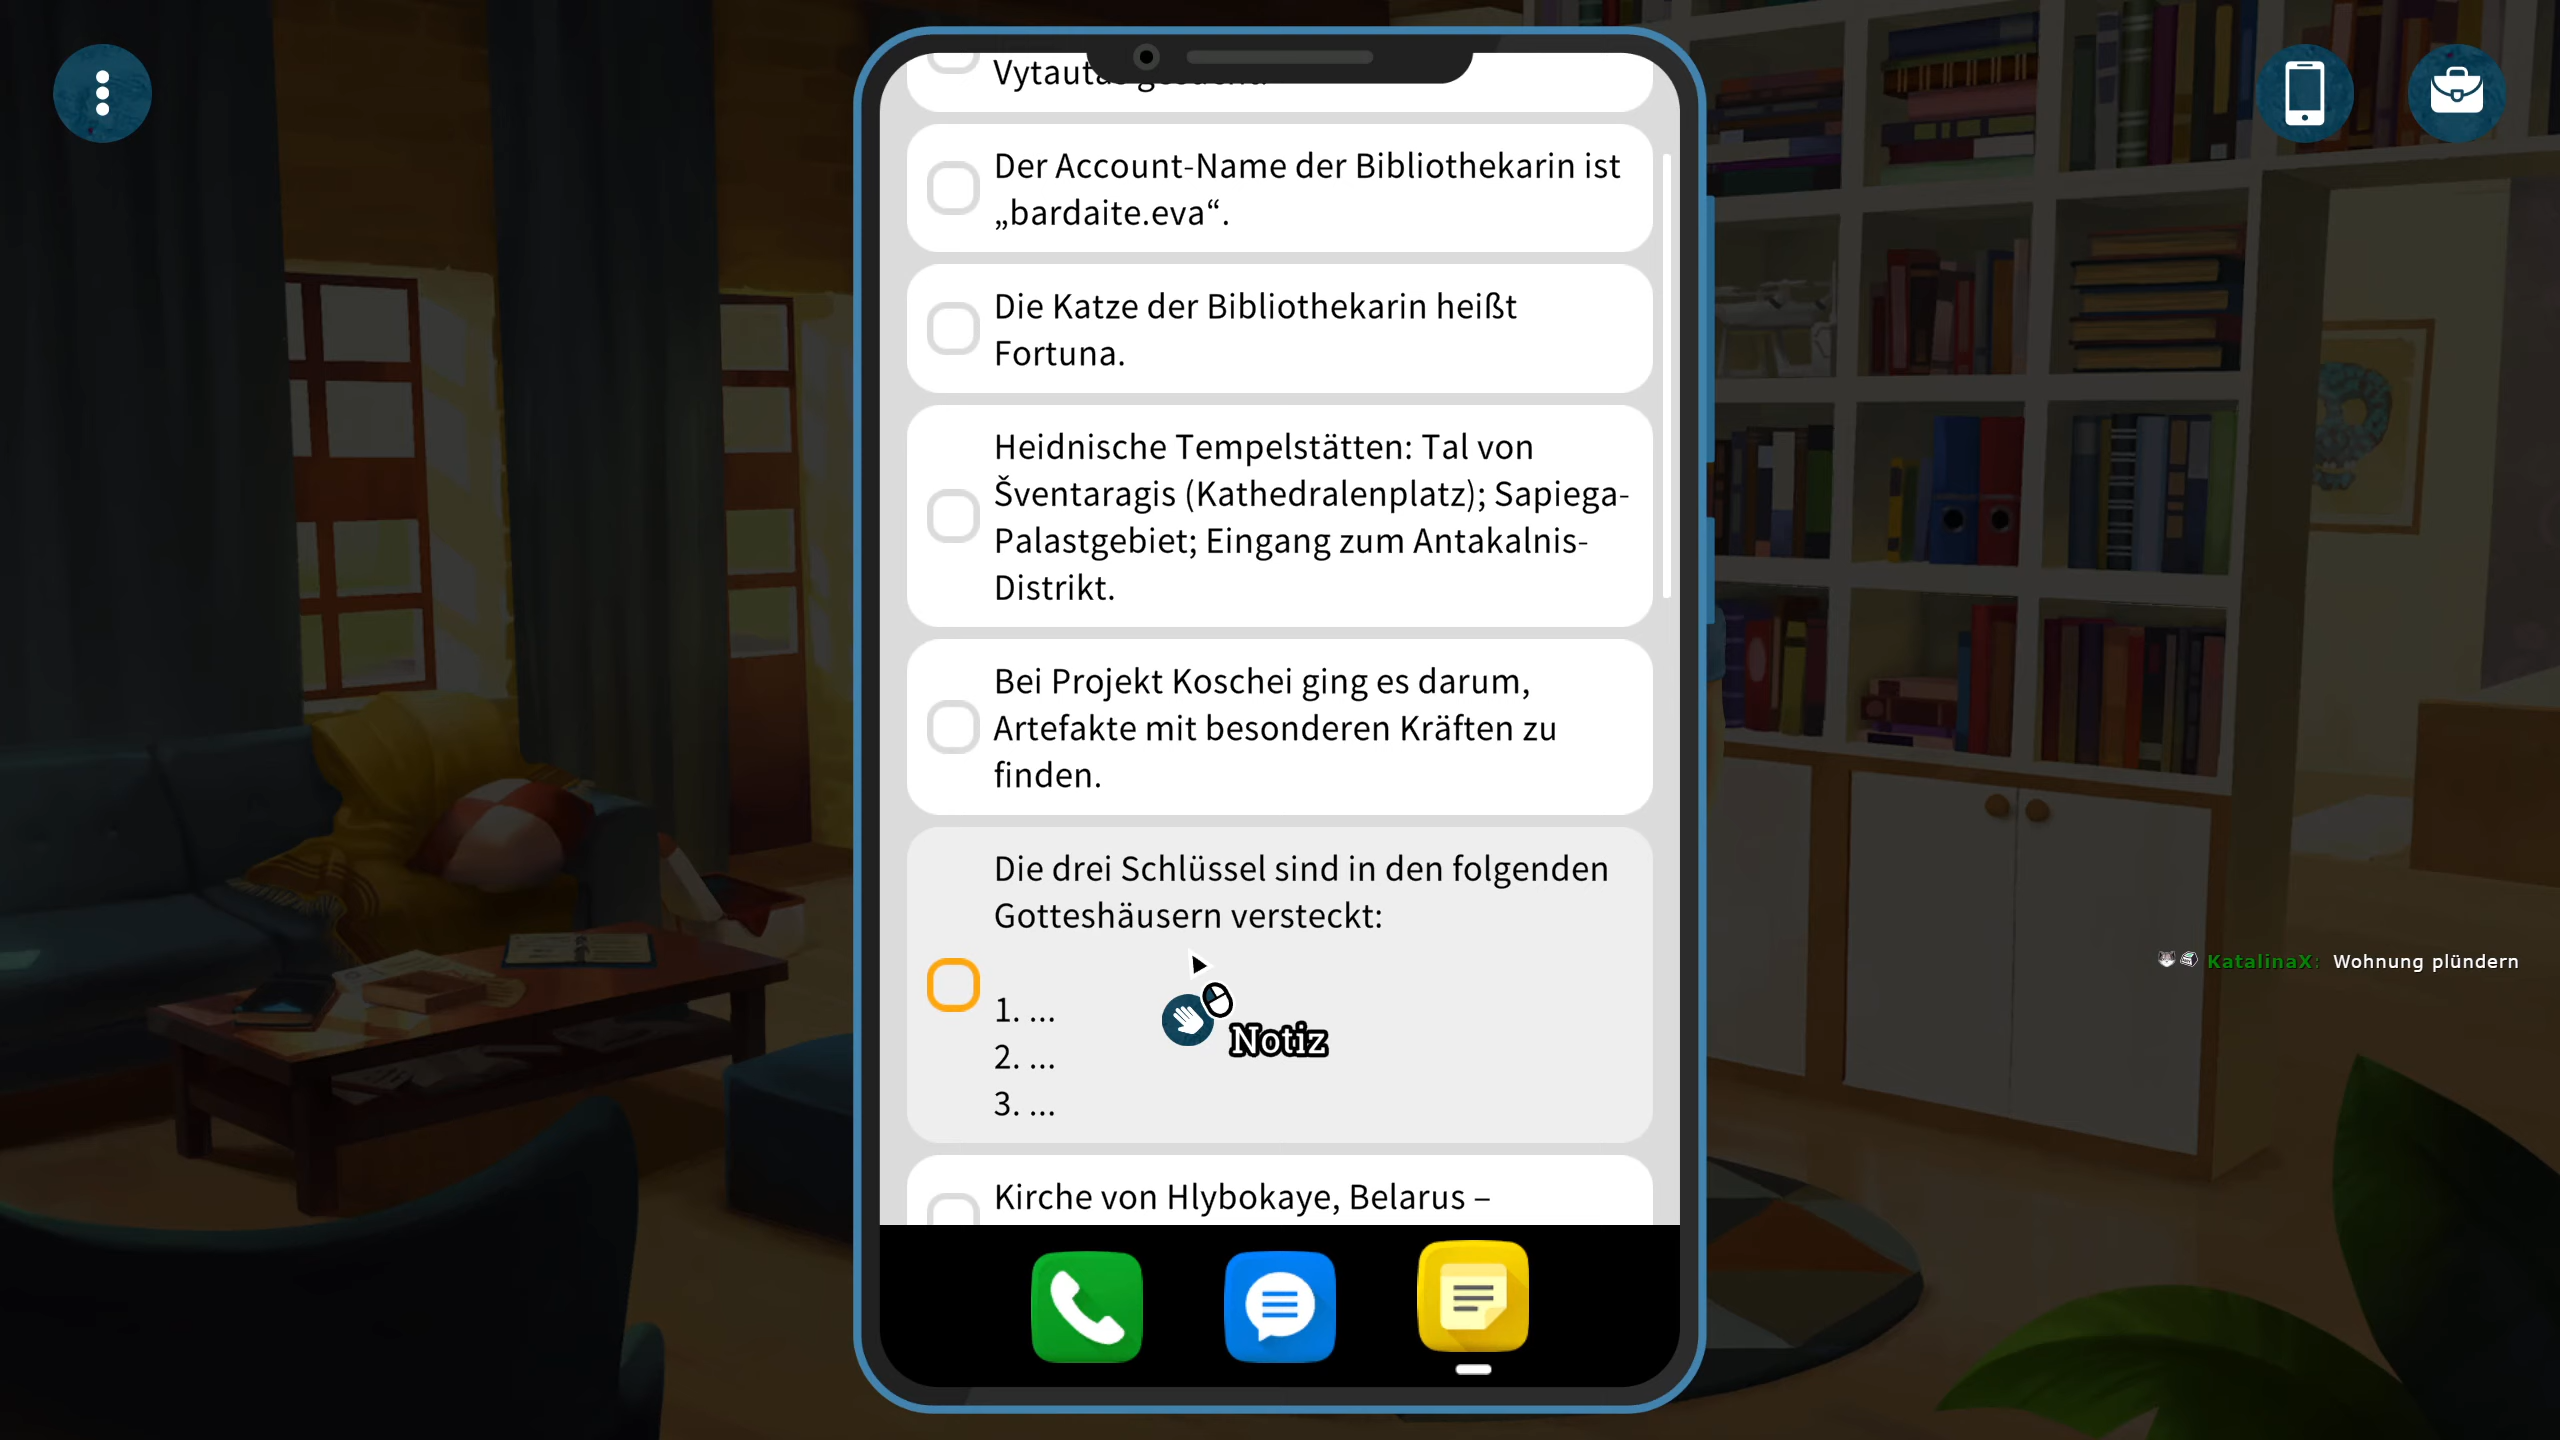 Vytautas
Der Account-Name der Bibliothekarin ist
„bardaite.eva“.
Die Katze der Bibliothekarin heißt
Fortuna.
Heidnische Tempelstätten: Tal von
Šventaragis (Kathedralenplatz); Sapiega-
Palastgebiet; Eingang zum Antakalnis-
Distrikt.
Bei Projekt Koschei ging es darum,
Artefakte mit besonderen Kräften zu
finden.
Die drei Schlüssel sind in den folgenden
Gotteshäusern versteckt:
1. ...
2. ...
3. ...
Notiz
Kirche von Hlybokaye, Belarus –
KatalinaX: Wohnung plündern